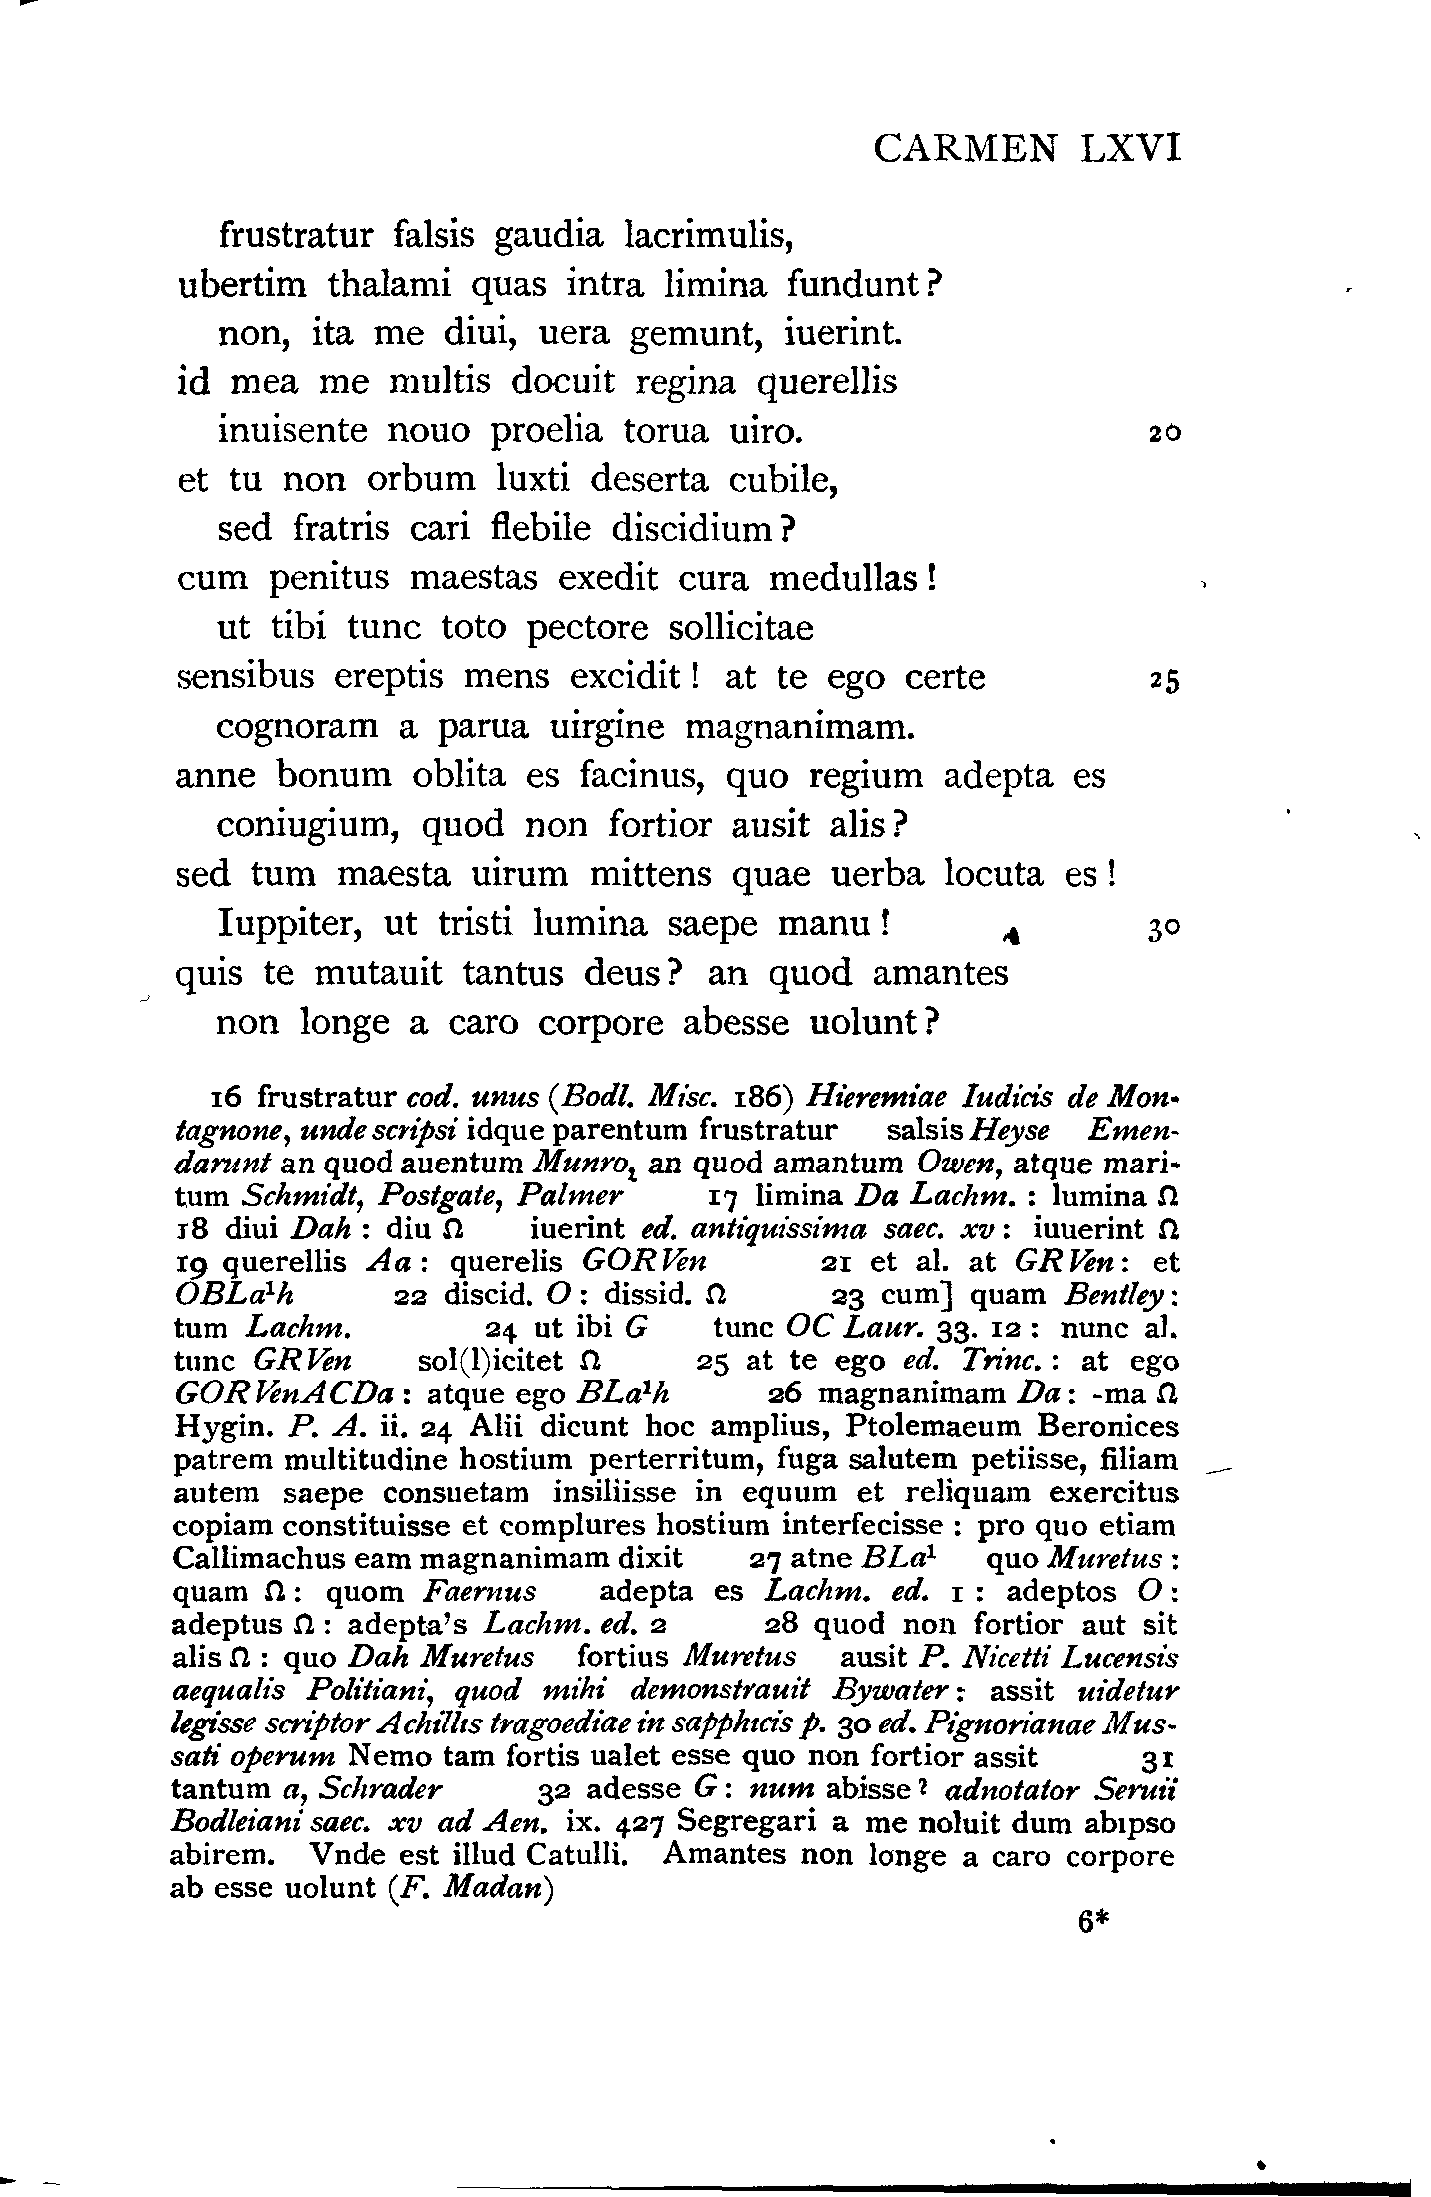 CARMEN LXVI
frustratur falsis gaudia lacrimulis,
ubertim thalami quas intra limina fundunt?
non, ita me diui, uera gemunt, iuerint.
id mea me multis docuit regina querellis
inuisente nouo proelia torua uiro. 20
et tu non orbum luxti deserta cubile,
sed fratris cari flebile discidium?
cum penitus maestas exedit cura medullas!
ut tibi tunc toto pectore sollicitae
sensibus ereptis mens excidit! at te ego certe 25
cognoram a parua uirgine magnanimam.
anne bonum oblita es facinus, quo regium adepta es
coniugium, quod non fortior ausit alis?
sed tum maesta uirum mittens quae uerba locuta es!
Iuppiter, ut tristi lumina saepe manu! 30
quis te mutauit tantus deus? an quod amantes
non longe a caro corpore abesse uolunt?
16 frustratur cod. unus (Bodl. Misc. 186) Hieremiae Iudicis de Mon-
tagnone, unde scripsi idque parentum frustratur salsis Heyse Emen-
darunt an quod auentum Munro, an quod amantum Owen, atque mari-
tum Schmidt, Postgate, Palmer 17 limina Da Lachm. : lumina Ω
18 diui Dah : diu Ω iuerint ed. antiquissima saec. xv : iuuerint Ω
19 querellis Aa : querelis GORVen 21 et al. at GRVen : et
OBLa¹h 22 discid. O : dissid. Ω 23 cum] quam Bentley :
tum Lachm. 24 ut ibi G tunc OC Laur. 33. 12 : nunc al.
tunc GRVen sol(l)icitet Ω 25 at te ego ed. Trinc. : at ego
GORVenACDa : atque ego BLa¹h 26 magnanimam Da : -ma Ω
Hygin. P. A. ii. 24 Alii dicunt hoc amplius, Ptolemaeum Beronices
patrem multitudine hostium perterritum, fuga salutem petiisse, filiam
autem saepe consuetam insiliisse in equum et reliquam exercitus
copiam constituisse et complures hostium interfecisse : pro quo etiam
Callimachus eam magnanimam dixit 27 atne BLa¹ quo Muretus :
quam Ω : quom Faernus adepta es Lachm. ed. 1 : adeptos O :
adeptus Ω : adepta's Lachm. ed. 2 28 quod non fortior aut sit
alis Ω : quo Dah Muretus fortius Muretus ausit P. Nicetti Lucensis
aequalis Politiani, quod mihi demonstrauit Bywater : assit uidetur
legisse scriptor Achillis tragoediae in sapphicis p. 30 ed. Pignorianae Mus-
sati operum Nemo tam fortis ualet esse quo non fortior assit 31
tantum a, Schrader 32 adesse G : num abisse? adnotator Seruii
Bodleiani saec. xv ad Aen. ix. 427 Segregari a me noluit dum abipso
abirem. Vnde est illud Catulli. Amantes non longe a caro corpore
ab esse uolunt (F. Madan)
6*